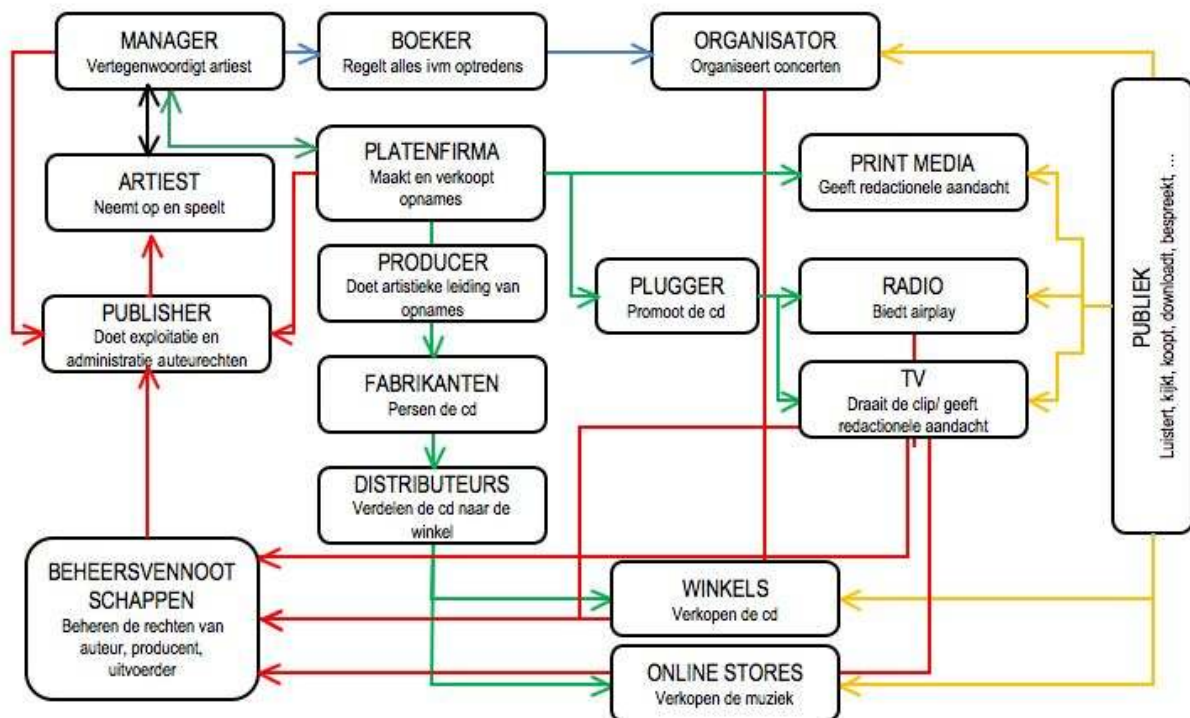 MANAGER
Vertegenwoordigt artiest
BOEKER
Regelt alles ivm optredens
ORGANISATOR
Organiseert concerten
ARTIEST
Neemt op en speelt
PLATENFIRMA
Maakt en verkoopt
opnames
PRINT MEDIA
Geeft redactionele aandacht
PRODUCER
Doet artistieke leiding van
opnames
PLUGGER
Promoot de cd
RADIO
Biedt airplay
PUBLISHER
Doet exploitatie en
administratie auteurechten
FABRIKANTEN
Persen de cd
TV
Draait de clip/ geeft
redactionele aandacht
DISTRIBUTEURS
Verdelen de cd naar de
winkel
BEHEERSVENNOOT
SCHAPPEN
Beheren de rechten van
auteur, producent,
uitvoerder
WINKELS
Verkopen de cd
ONLINE STORES
Verkopen de muziek
PUBLIEK
Luistert, kijkt, koopt, downloadt, bespreekt, ...